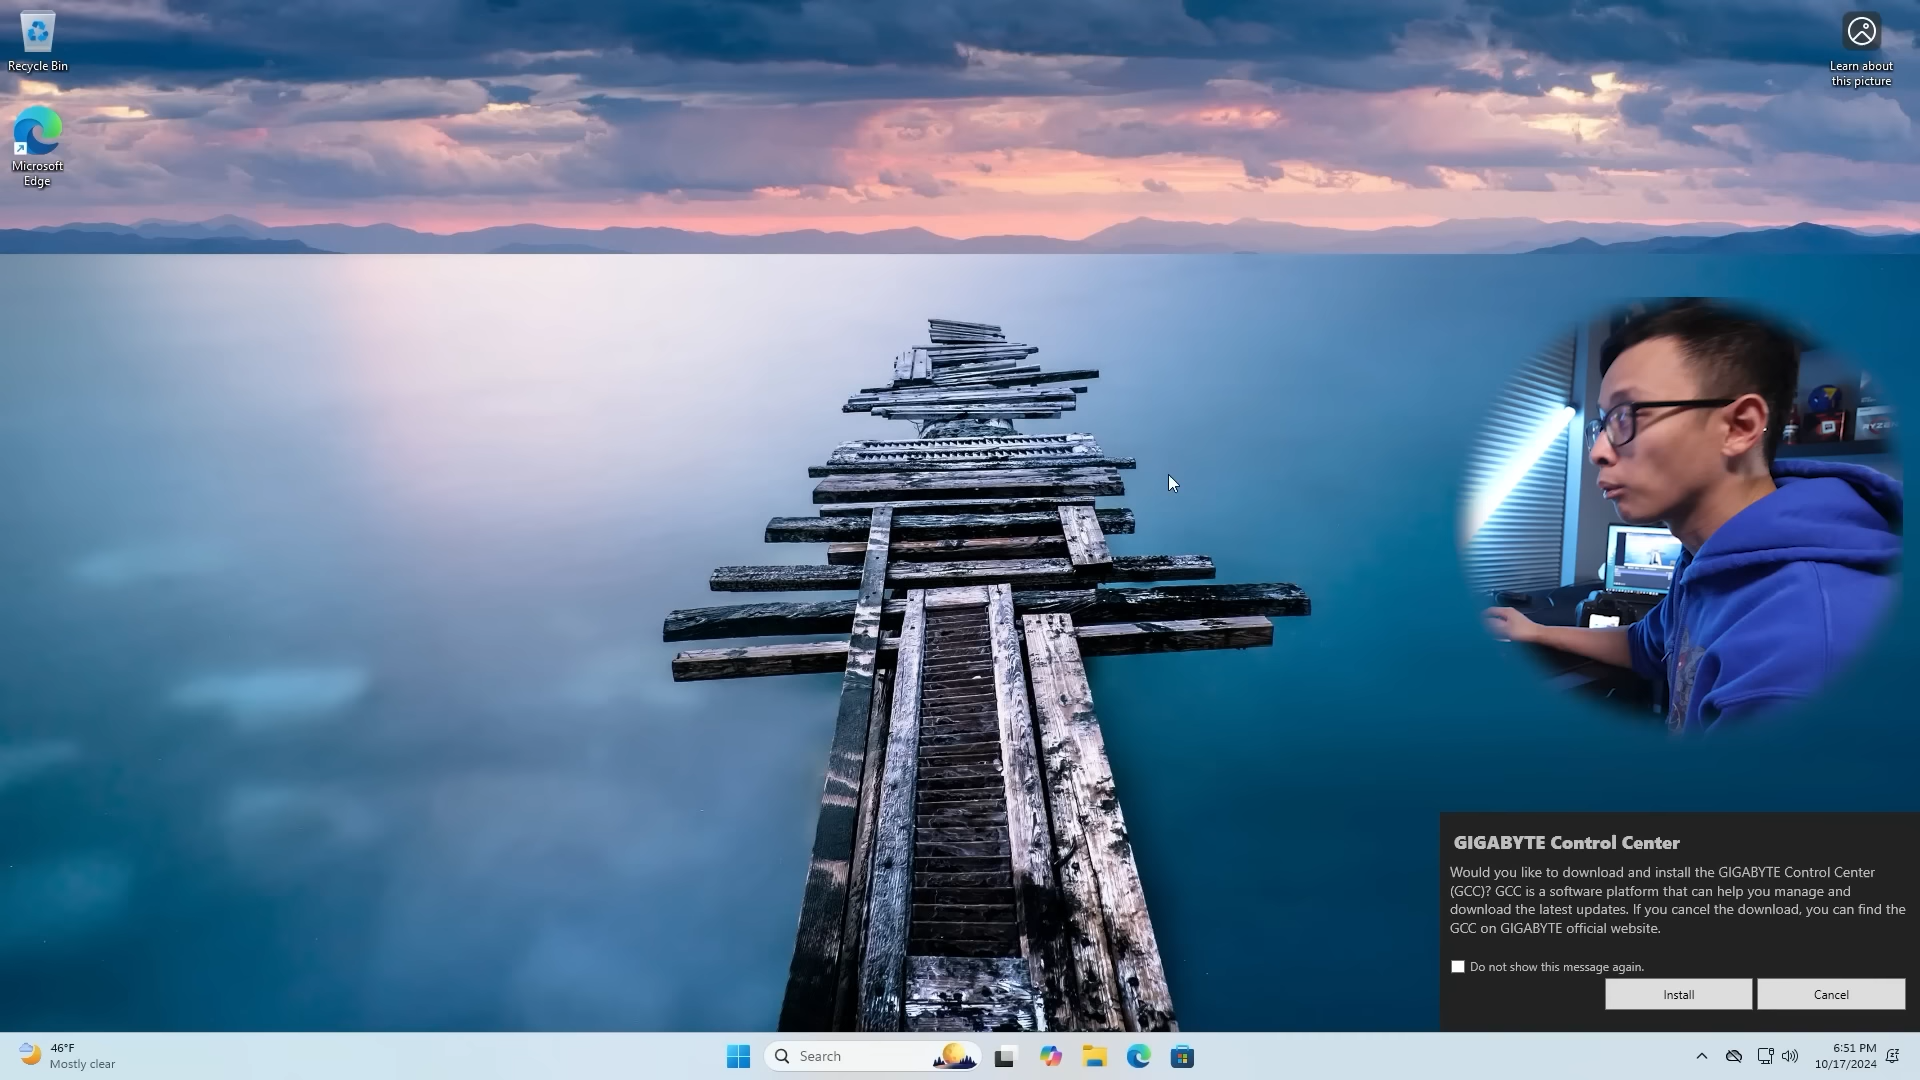 Recycle Bin
Learn about
this picture
Microsoft
Edge
RYZEN
GIGABYTE Control Center
Would you like to download and install the GIGABYTE Control Center
(GCC)? GCC is a software platform that can help you manage and
download the latest updates. If you cancel the download, you can find the
GCC on GIGABYTE official website.
Do not show this message again.
Install
Cancel
46°F
Mostly clear
Search
6:51 PM
10/17/2024